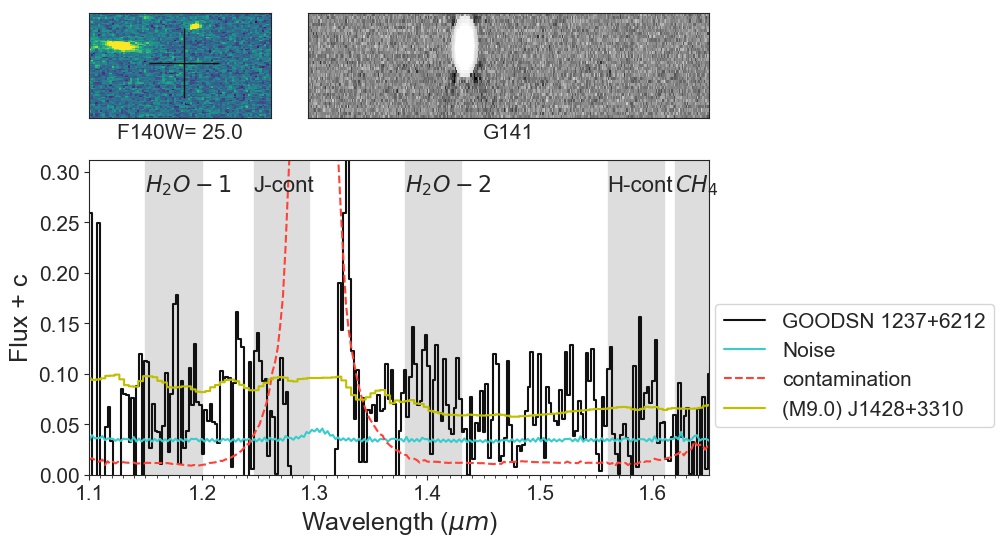 F140W= 25.0
G141
H₂O − 1
J-cont
H₂O − 2
H-cont
CH₄
0.30
0.25
0.20
0.15
0.10
0.05
0.00
Flux + c
1.1
1.2
1.3
1.4
1.5
1.6
Wavelength (μm)
GOODSN 1237+6212
Noise
contamination
(M9.0) J1428+3310